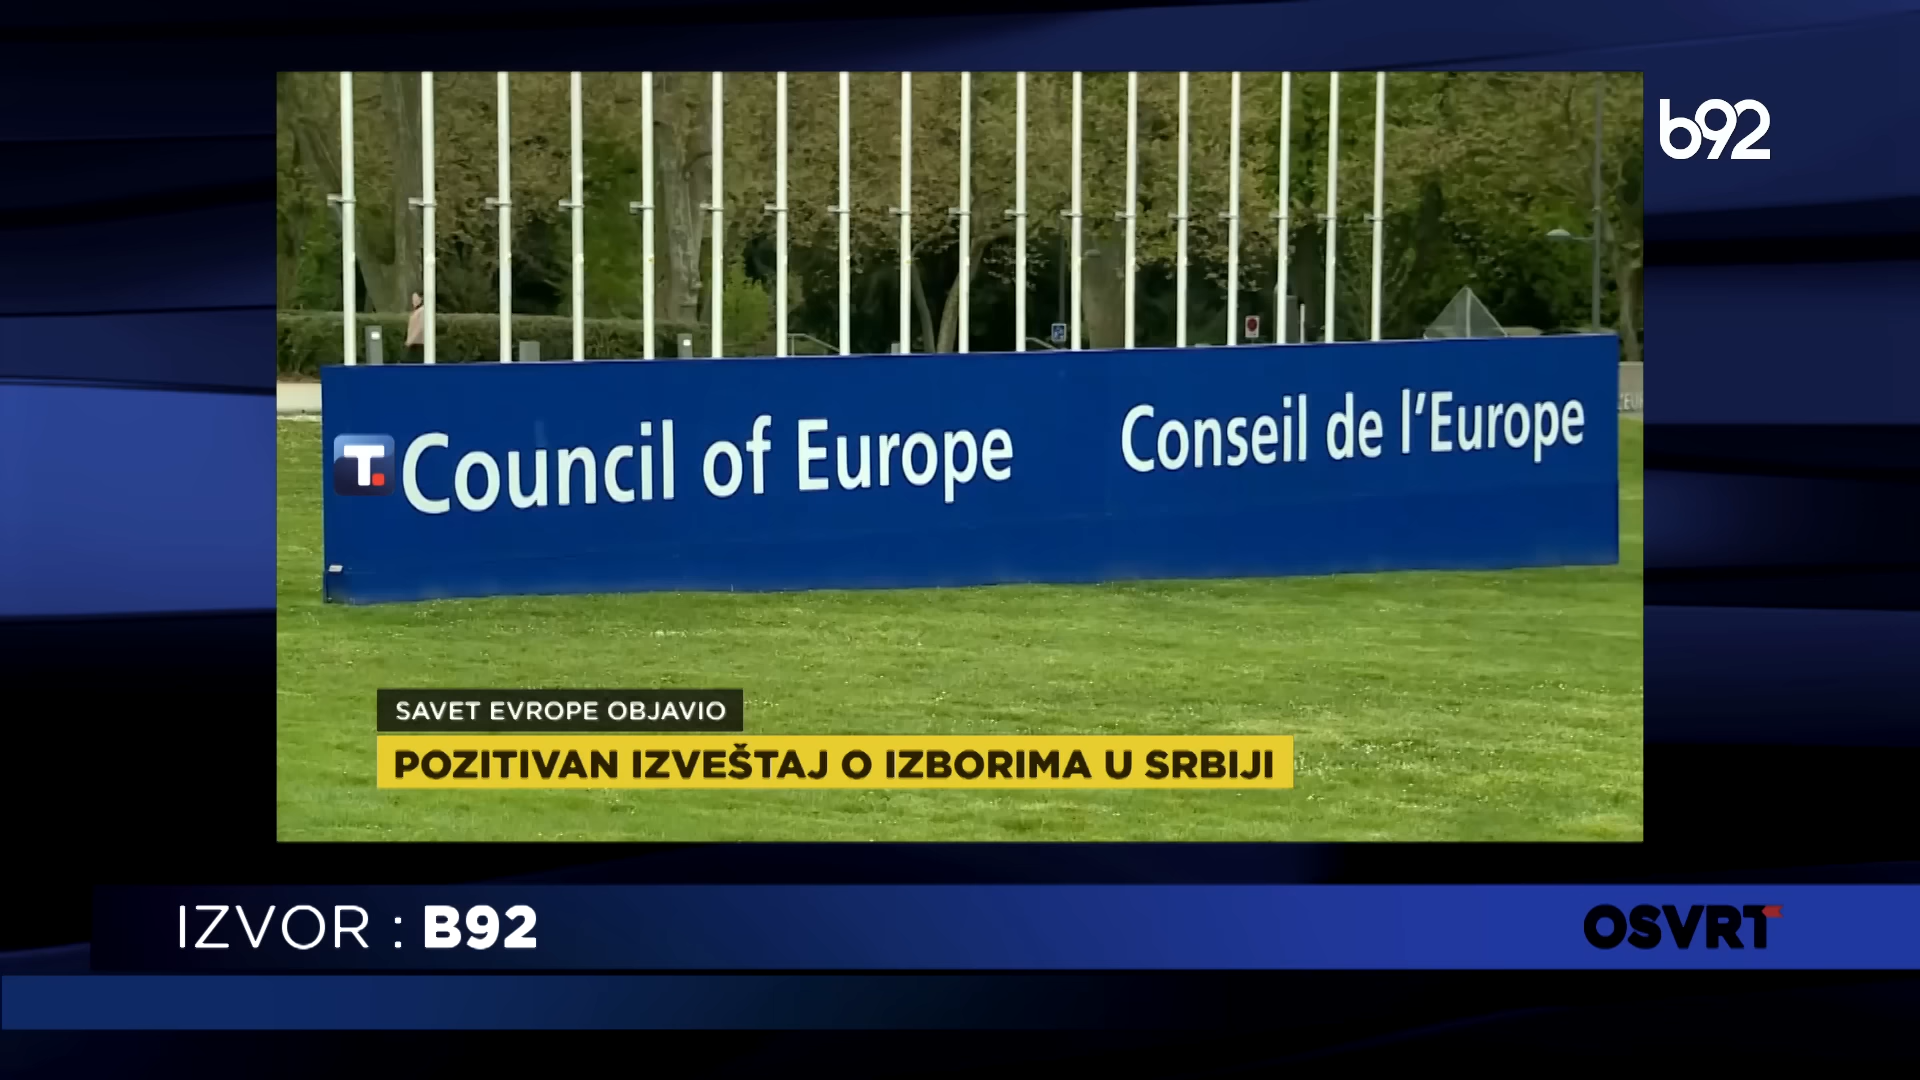 b92
T.
Council of Europe
Conseil de l'Europe
SAVET EVROPE OBJAVIO
POZITIVAN IZVEŠTAJ O IZBORIMA U SRBIJI
IZVOR : B92
OSVRT